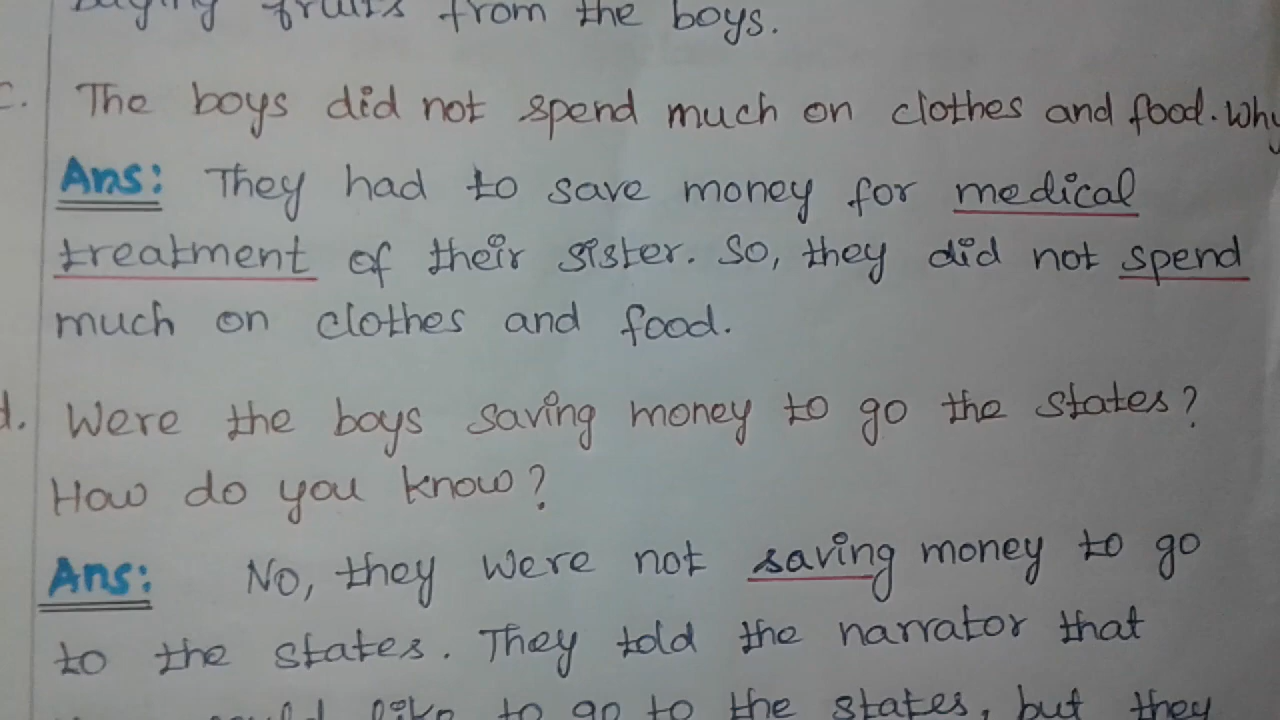 buying fruits from the boys.
c. The boys did not spend much on clothes and food. Why
Ans: They had to save money for medical
treatment of their sister. So, they did not spend
much on clothes and food.
d. Were the boys saving money to go the states?
How do you know?
Ans: No, they were not saving money to go
to the states. They told the narrator that
would like to go to the states, but they